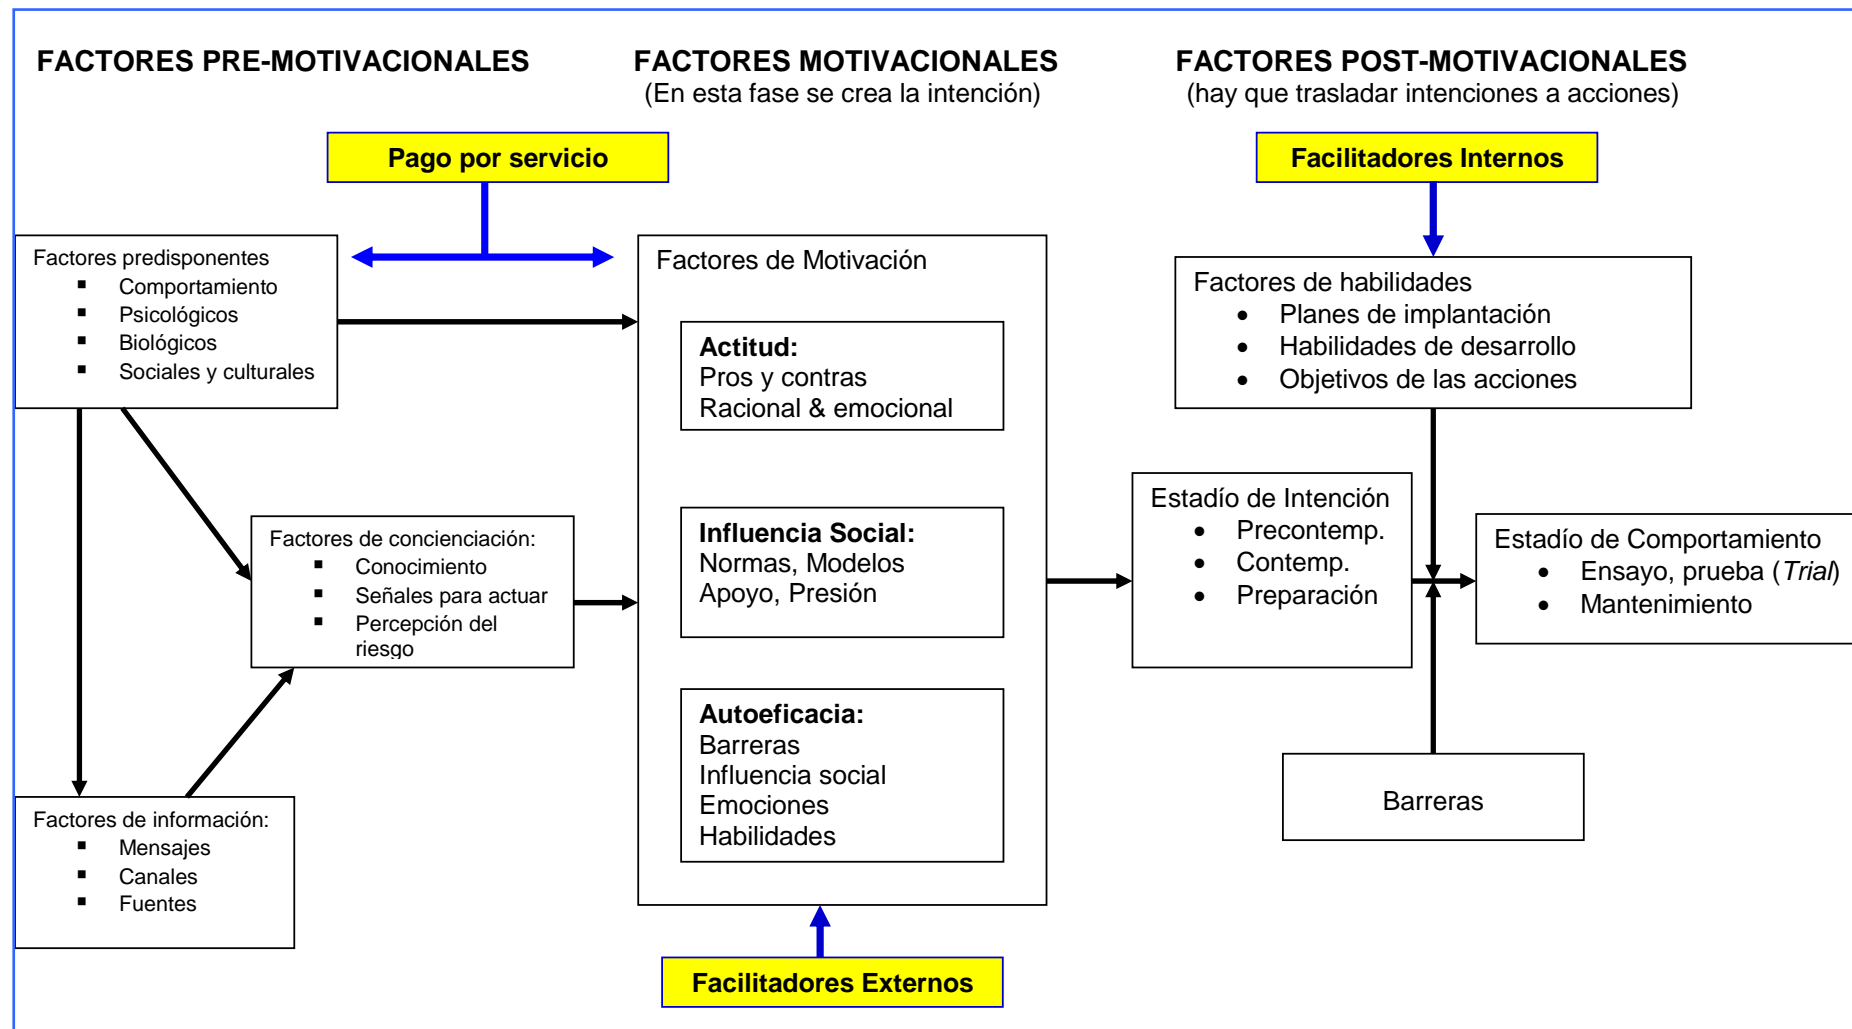 FACTORES PRE-MOTIVACIONALES
FACTORES MOTIVACIONALES
(En esta fase se crea la intención)
FACTORES POST-MOTIVACIONALES
(hay que trasladar intenciones a acciones)
Pago por servicio
Facilitadores Internos
Factores predisponentes
▪ Comportamiento
▪ Psicológicos
▪ Biológicos
▪ Sociales y culturales
Factores de concienciación:
▪ Conocimiento
▪ Señales para actuar
▪ Percepción del
riesgo
Factores de información:
▪ Mensajes
▪ Canales
▪ Fuentes
Factores de Motivación
Actitud:
Pros y contras
Racional & emocional
Influencia Social:
Normas, Modelos
Apoyo, Presión
Autoeficacia:
Barreras
Influencia social
Emociones
Habilidades
Facilitadores Externos
Factores de habilidades
• Planes de implantación
• Habilidades de desarrollo
• Objetivos de las acciones
Estadío de Intención
• Precontemp.
• Contemp.
• Preparación
Estadío de Comportamiento
• Ensayo, prueba (Trial)
• Mantenimiento
Barreras